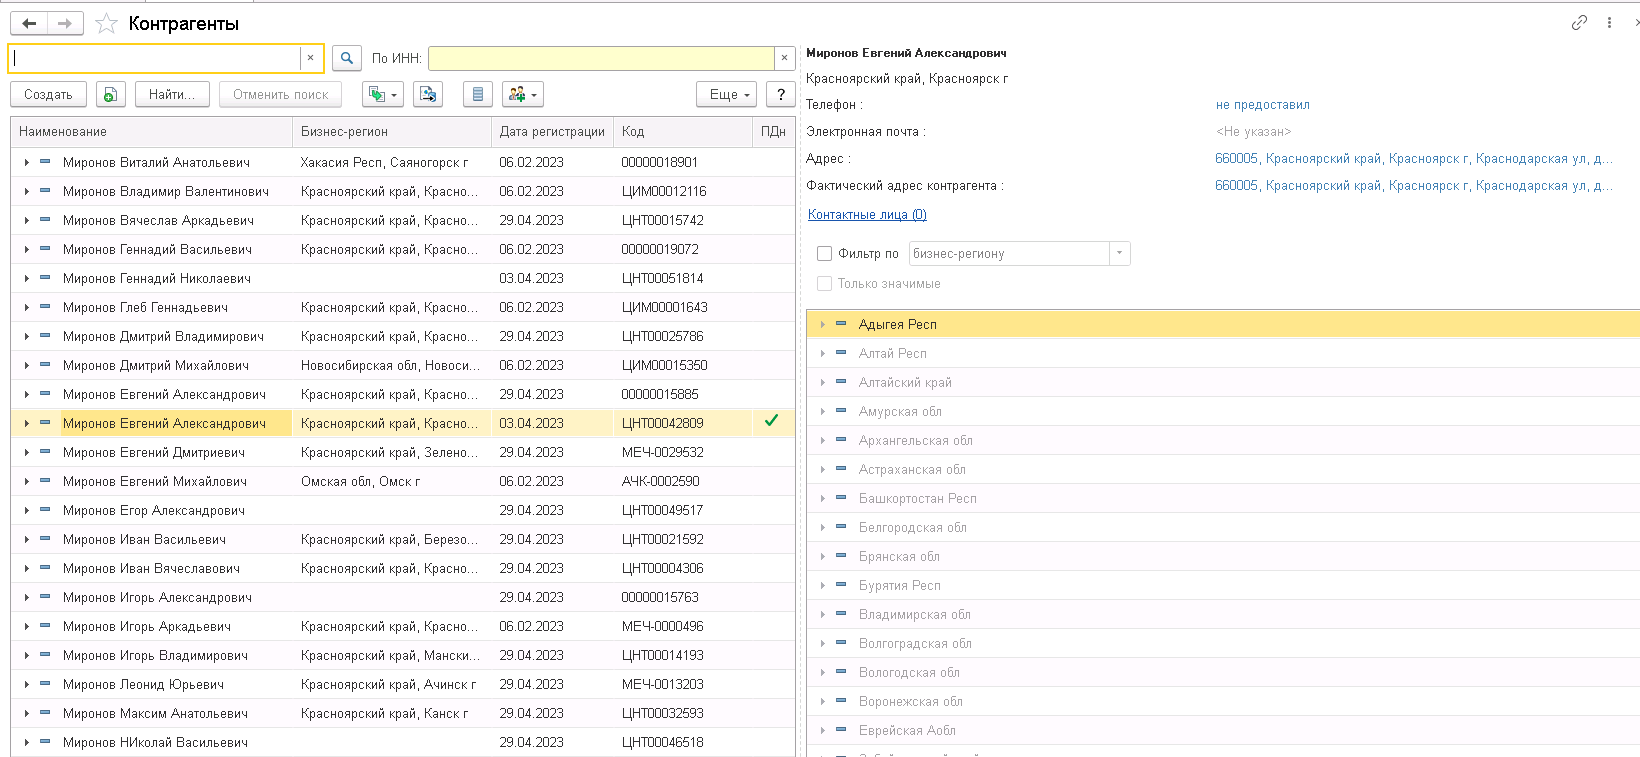 Контрагенты
По ИНН:
Создать Найти... Отменить поиск Еще ?
Наименование Бизнес-регион Дата регистрации Код ПДн
Миронов Виталий Анатольевич Хакасия Респ, Саяногорск г 06.02.2023 00000018901
Миронов Владимир Валентинович Красноярский край, Красно... 06.02.2023 ЦИМ00012116
Миронов Вячеслав Аркадьевич Красноярский край, Красно... 29.04.2023 ЦНТ00015742
Миронов Геннадий Васильевич Красноярский край, Красно... 06.02.2023 00000019072
Миронов Геннадий Николаевич 03.04.2023 ЦНТ00051814
Миронов Глеб Геннадьевич Красноярский край, Красно... 06.02.2023 ЦИМ00001643
Миронов Дмитрий Владимирович Красноярский край, Красно... 29.04.2023 ЦНТ00025786
Миронов Дмитрий Михайлович Новосибирская обл, Новоси... 06.02.2023 ЦИМ00015350
Миронов Евгений Александрович Красноярский край, Красно... 29.04.2023 00000015885
Миронов Евгений Александрович Красноярский край, Красно... 03.04.2023 ЦНТ00042809
Миронов Евгений Дмитриевич Красноярский край, Зелено... 29.04.2023 МЕЧ-0029532
Миронов Евгений Михайлович Омская обл, Омск г 06.02.2023 АЧК-0002590
Миронов Егор Александрович 29.04.2023 ЦНТ00049517
Миронов Иван Васильевич Красноярский край, Березо... 29.04.2023 ЦНТ00021592
Миронов Иван Вячеславович Красноярский край, Красно... 29.04.2023 ЦНТ00004306
Миронов Игорь Александрович 29.04.2023 00000015763
Миронов Игорь Аркадьевич Красноярский край, Красно... 06.02.2023 МЕЧ-0000496
Миронов Игорь Владимирович Красноярский край, Мански... 29.04.2023 ЦНТ00014193
Миронов Леонид Юрьевич Красноярский край, Ачинск г 29.04.2023 МЕЧ-0013203
Миронов Максим Анатольевич Красноярский край, Канск г 29.04.2023 ЦНТ00032593
Миронов НИколай Васильевич 29.04.2023 ЦНТ00046518
Миронов Евгений Александрович
Красноярский край, Красноярск г
Телефон : не предоставил
Электронная почта : <Не указан>
Адрес : 660005, Красноярский край, Красноярск г, Краснодарская ул, д...
Фактический адрес контрагента : 660005, Красноярский край, Красноярск г, Краснодарская ул, д...
Контактные лица (0)
Фильтр по бизнес-региону
Только значимые
Адыгея Респ
Алтай Респ
Алтайский край
Амурская обл
Архангельская обл
Астраханская обл
Башкортостан Респ
Белгородская обл
Брянская обл
Бурятия Респ
Владимирская обл
Волгоградская обл
Вологодская обл
Воронежская обл
Еврейская Аобл